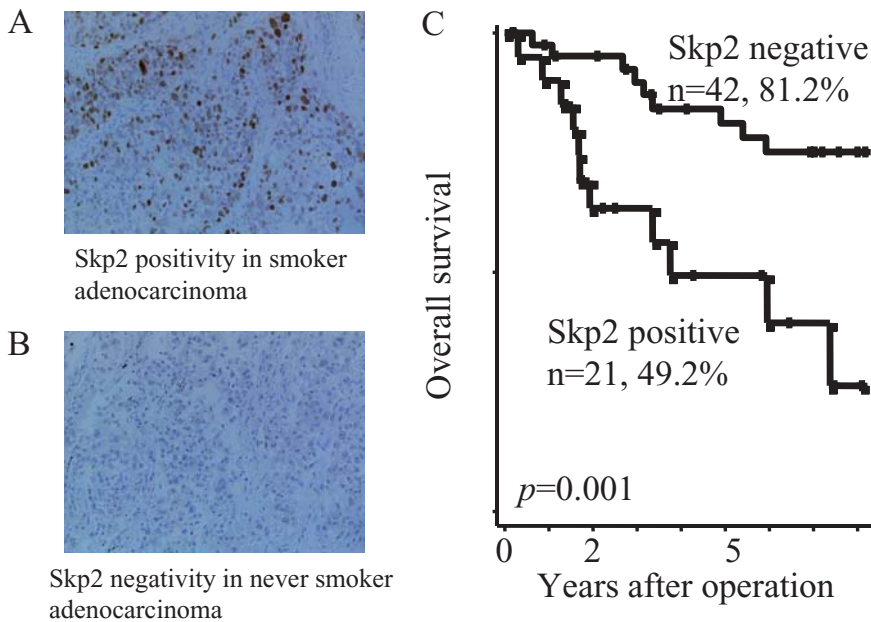 A
Skp2 positivity in smoker
adenocarcinoma
B
Skp2 negativity in never smoker
adenocarcinoma
C
Overall survival
Skp2 negative
n=42, 81.2%
Skp2 positive
n=21, 49.2%
p=0.001
0 2 5
Years after operation